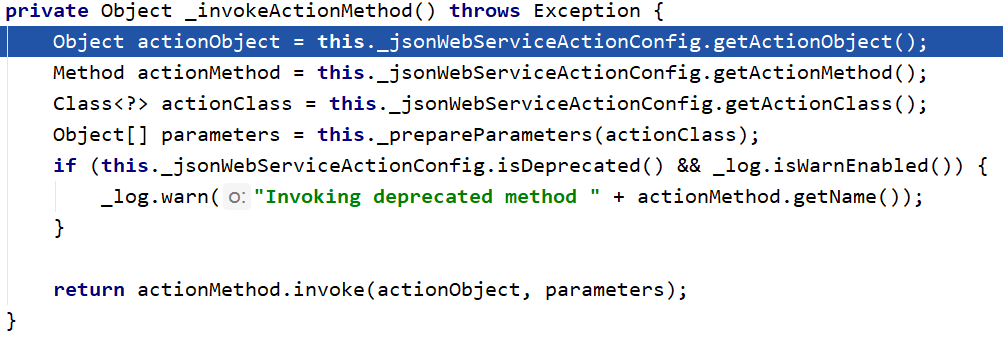 private Object _invokeActionMethod() throws Exception {
Object actionObject = this._jsonWebServiceActionConfig.getActionObject();
Method actionMethod = this._jsonWebServiceActionConfig.getActionMethod();
Class<?> actionClass = this._jsonWebServiceActionConfig.getActionClass();
Object[] parameters = this._prepareParameters(actionClass);
if (this._jsonWebServiceActionConfig.isDeprecated() && _log.isWarnEnabled()) {
_log.warn( o: "Invoking deprecated method " + actionMethod.getName());
}
return actionMethod.invoke(actionObject, parameters);
}